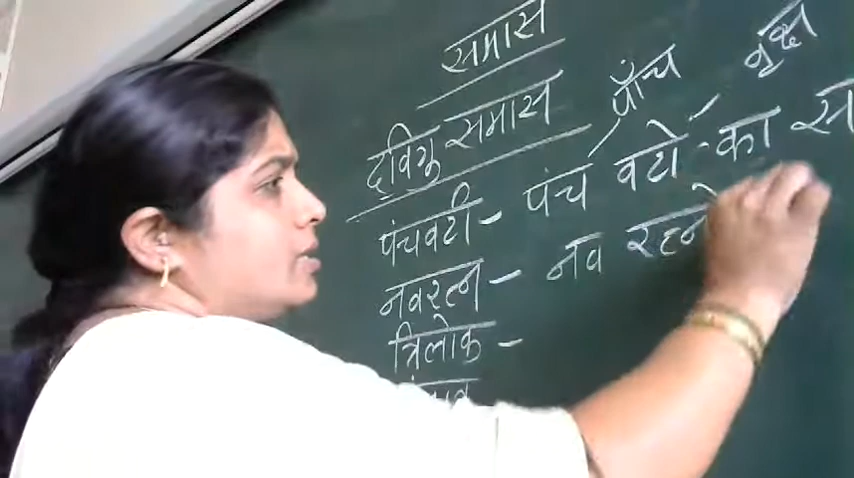 समास
द्विगु समास
पाँच वृक्ष
पंचवटी - पंच वटों - का
नवरत्न - नव रत्नों
त्रिलोक -